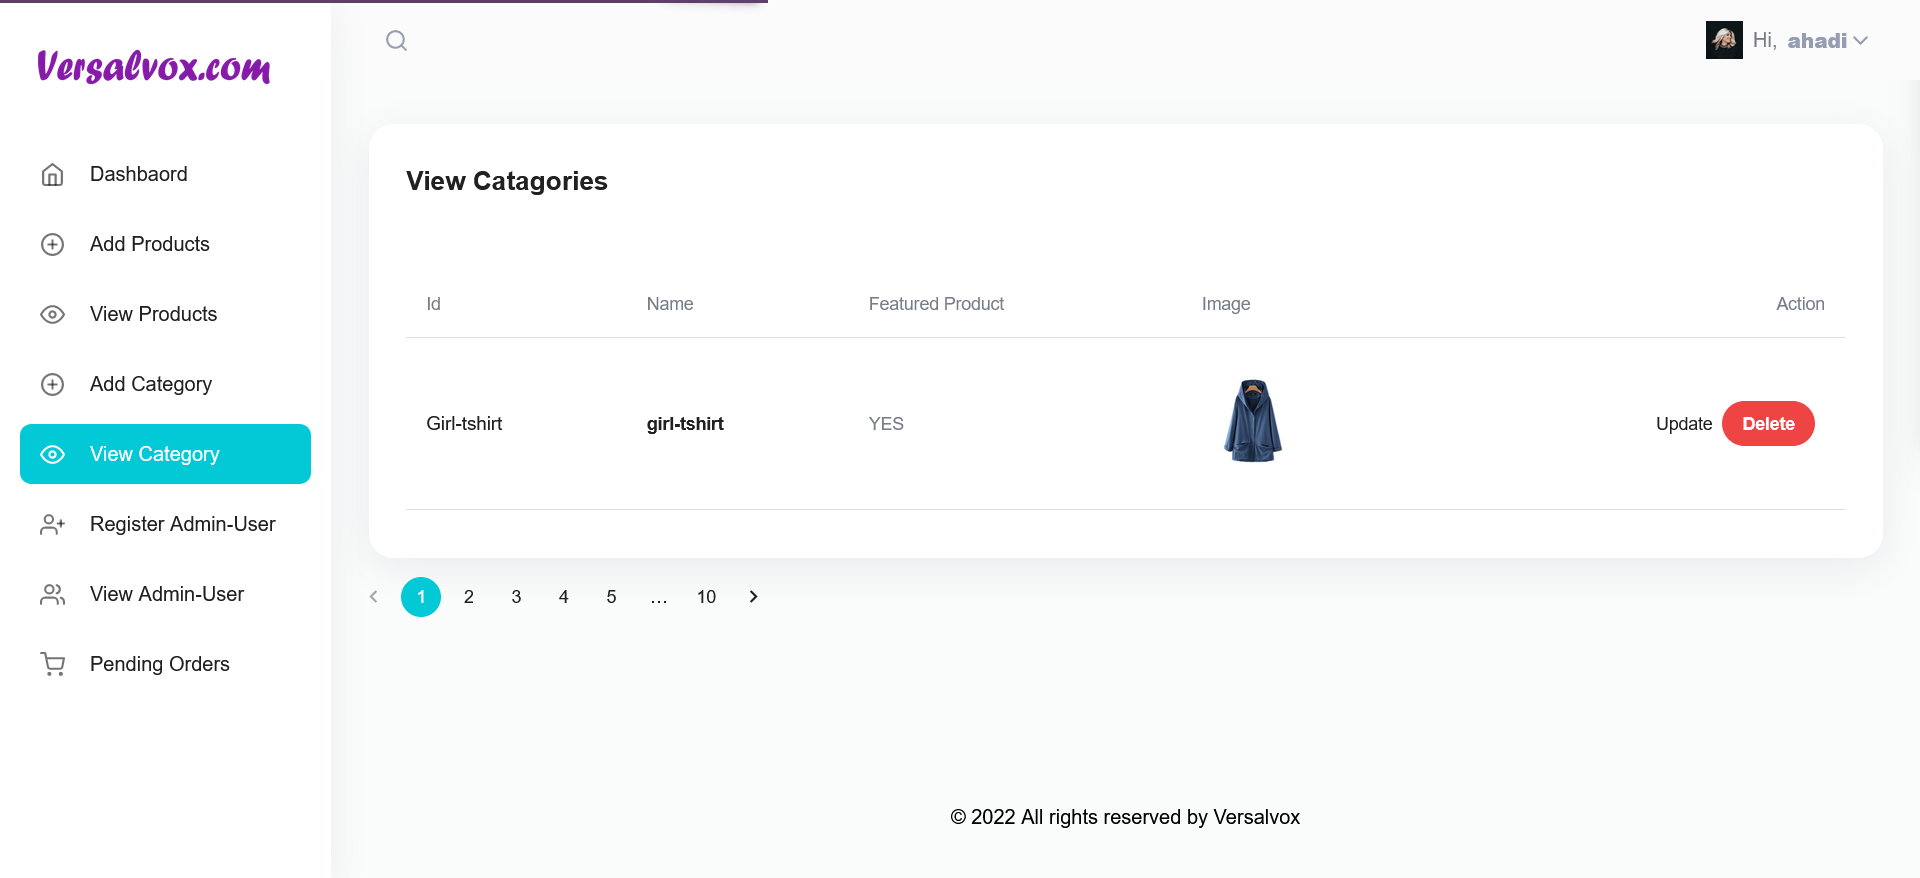 Versalvox.com
Hi, ahadi
Dashbaord
Add Products
View Products
Add Category
View Category
Register Admin-User
View Admin-User
Pending Orders
View Catagories
Id Name Featured Product Image Action
Girl-tshirt girl-tshirt YES Update Delete
1 2 3 4 5 ... 10
© 2022 All rights reserved by Versalvox